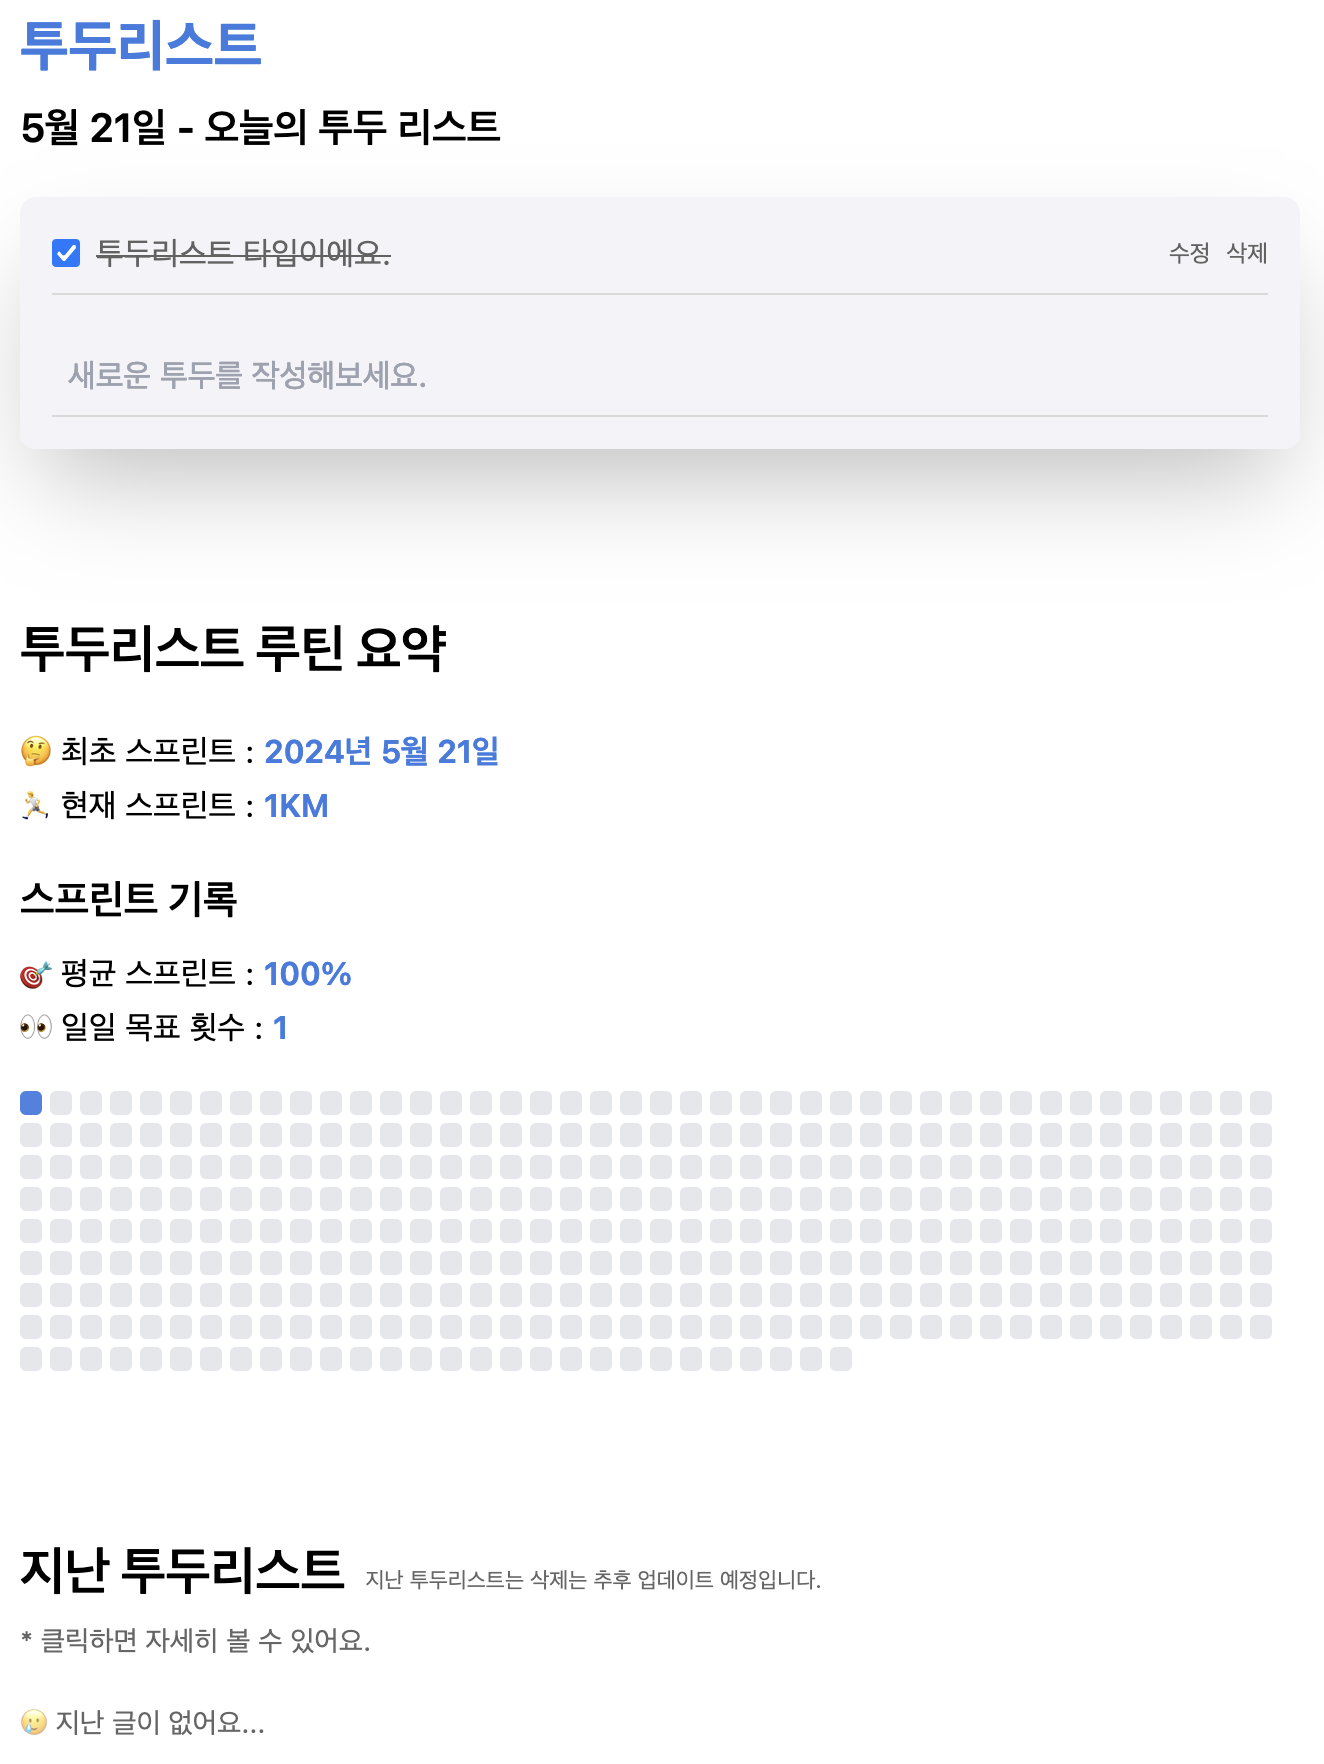 투두리스트
5월 21일 - 오늘의 투두 리스트
투두리스트 타입이에요. 수정 삭제
새로운 투두를 작성해보세요.
투두리스트 루틴 요약
🤔 최초 스프린트 : 2024년 5월 21일
🏃 현재 스프린트 : 1KM
스프린트 기록
🎯 평균 스프린트 : 100%
👀 일일 목표 횟수 : 1
지난 투두리스트 지난 투두리스트는 삭제는 추후 업데이트 예정입니다.
* 클릭하면 자세히 볼 수 있어요.
🥲 지난 글이 없어요...